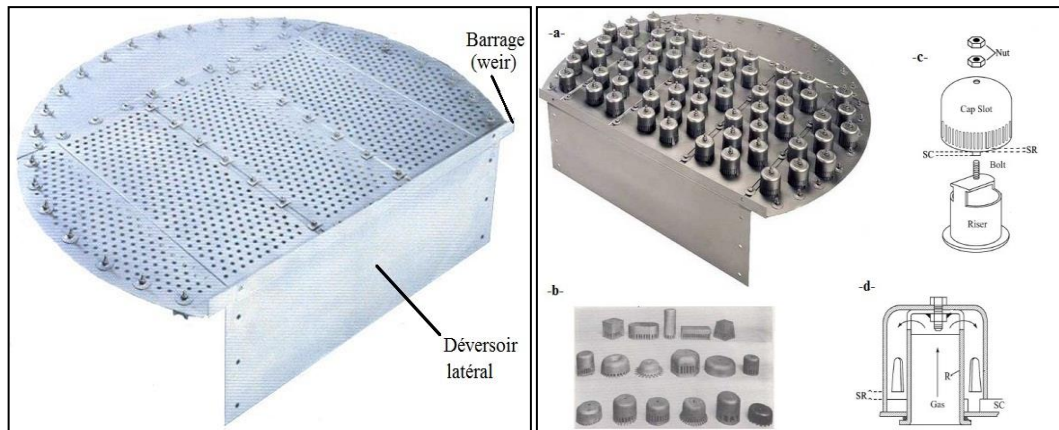 Barrage
(weir)
Déversoir
latéral
-a-
-c-
Nut
Cap Slot
SC
SR
Bolt
Riser
-b-
-d-
R
SR
Gas
SC